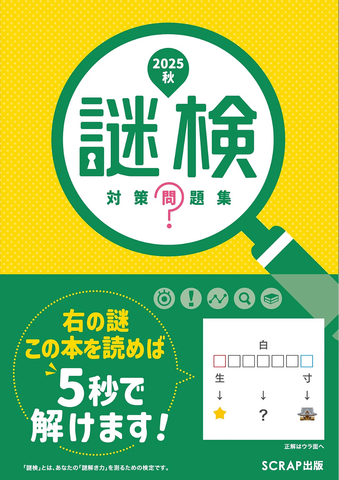 2025
秋
謎検
対策問題集
右の謎
この本を読めば
5秒で
解けます!
白
生 寸
↓ ↓ ↓
?
正解はウラ面へ
「謎検」とは、あなたの「謎解き力」を測るための検定です。
SCRAP出版